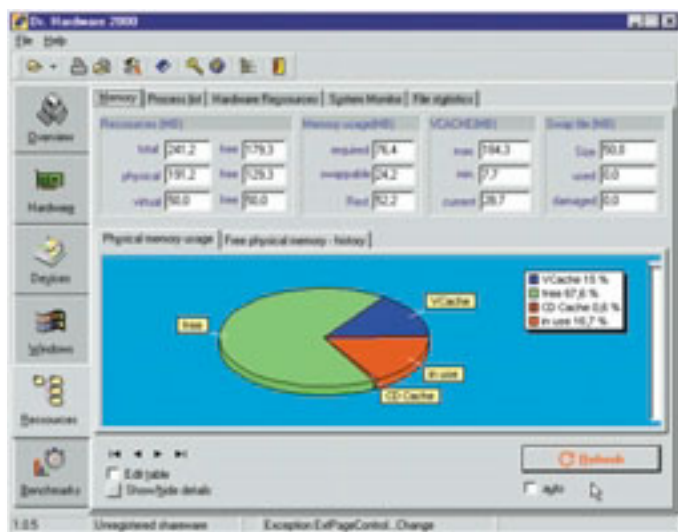 Dr. Hardware 2000
File Help
Memory Process list Hardware Ressources System Monitor File statistics
Overview
Hardware
Devices
Windows
Ressources
Benchmarks
Ressources (MB)
total 241,2 free 179,3
physical 191,2 free 129,3
virtual 50,0 free 50,0
Memory usage(MB)
required 76,4
swappable 24,2
Fixed 52,2
VCACHE(MB)
max 184,3
min 7,7
current 28,7
Swap file (MB)
Size 50,0
used 0,0
damaged 0,0
Physical memory usage Free physical memory - history
free
VCache
in use
CD Cache
VCache 15 %
free 67,6 %
CD Cache 0,6 %
in use 16,7 %
Edit table
Show/hide details
Refresh
auto
1.0.5 Unregistered shareware Exception:ExtPageControl..Change